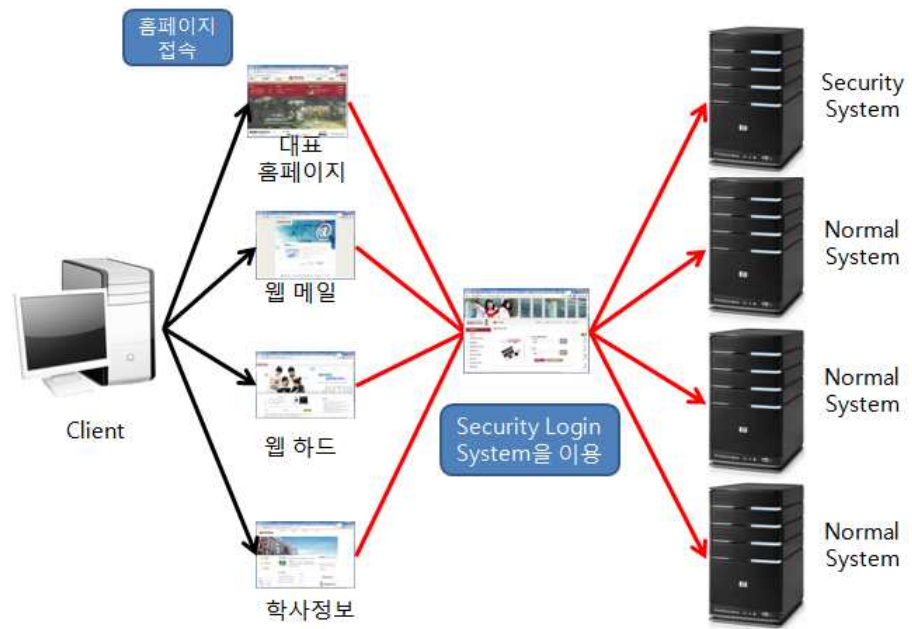 홈페이지
접속
대표
홈페이지
웹 메일
웹 하드
학사정보
Client
Security Login
System을 이용
Security
System
Normal
System
Normal
System
Normal
System